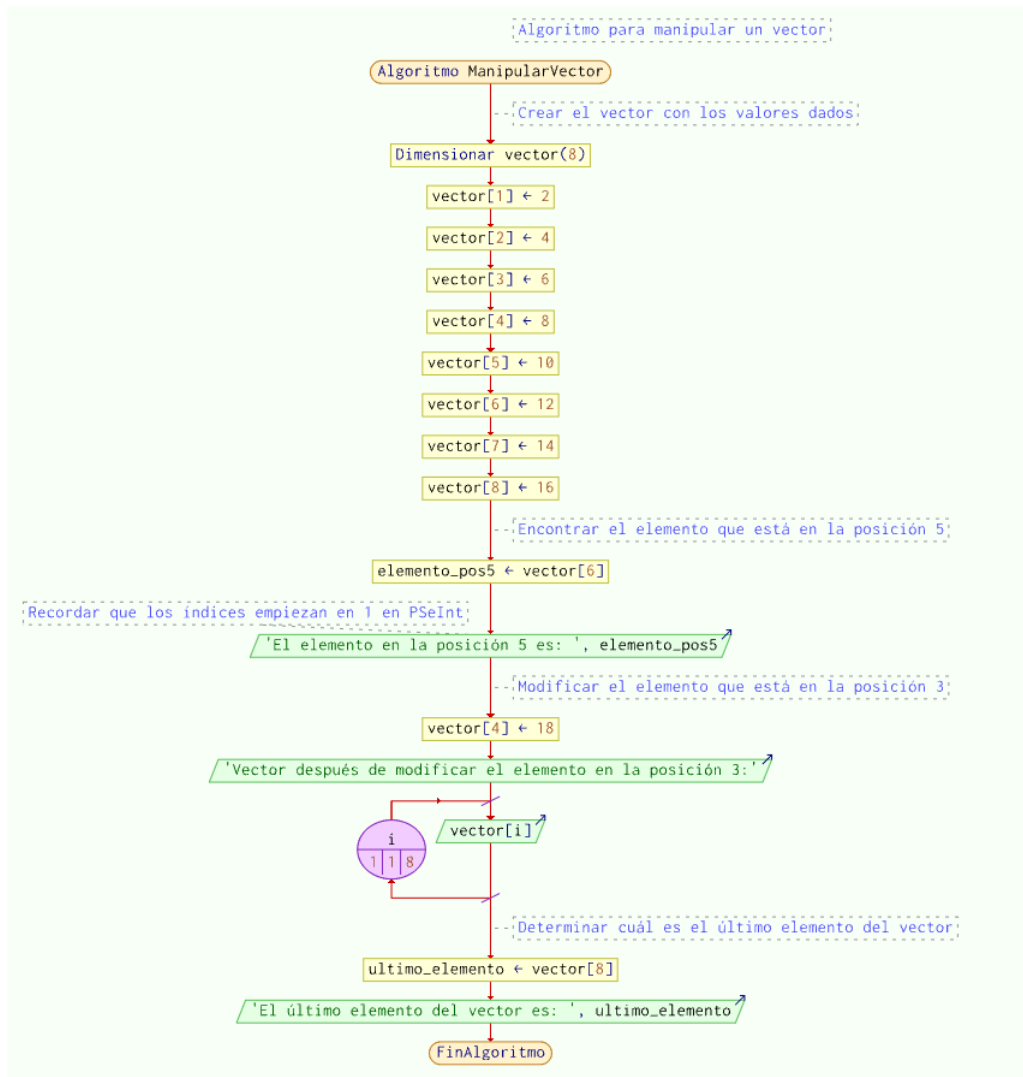 Algoritmo para manipular un vector
Algoritmo ManipularVector
Crear el vector con los valores dados
Dimensionar vector(8)
vector[1] ← 2
vector[2] ← 4
vector[3] ← 6
vector[4] ← 8
vector[5] ← 10
vector[6] ← 12
vector[7] ← 14
vector[8] ← 16
Encontrar el elemento que está en la posición 5
elemento_pos5 ← vector[6]
Recordar que los índices empiezan en 1 en PSeInt
'El elemento en la posición 5 es: ', elemento_pos5
Modificar el elemento que está en la posición 3
vector[4] ← 18
'Vector después de modificar el elemento en la posición 3:'
vector[i]
i
1 1 8
Determinar cuál es el último elemento del vector
ultimo_elemento ← vector[8]
'El último elemento del vector es: ', ultimo_elemento
FinAlgoritmo